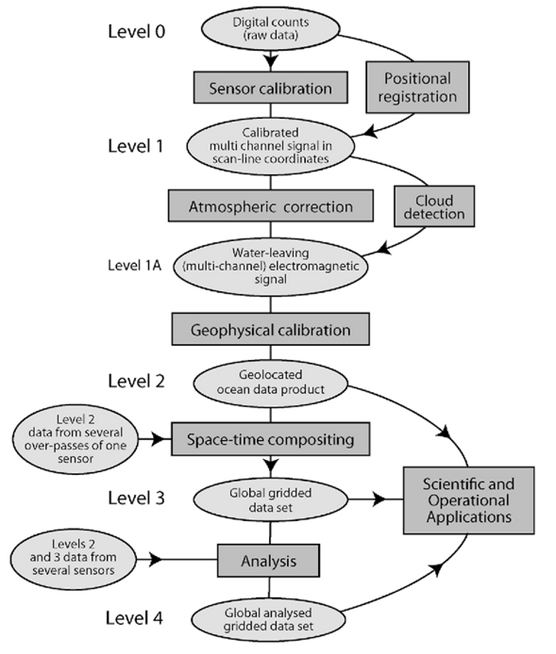 Level 0
Digital counts
(raw data)
Sensor calibration
Positional
registration
Level 1
Calibrated
multi channel signal in
scan-line coordinates
Atmospheric correction
Cloud
detection
Level 1A
Water-leaving
(multi-channel) electromagnetic
signal
Geophysical calibration
Level 2
Geolocated
ocean data product
Level 2
data from several
over-passes of one
sensor
Space-time compositing
Level 3
Global gridded
data set
Scientific and
Operational
Applications
Levels 2
and 3 data from
several sensors
Analysis
Level 4
Global analysed
gridded data set